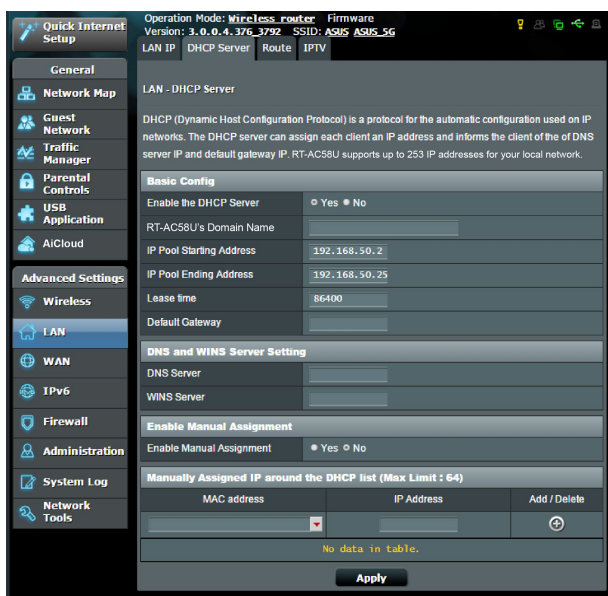 Quick Internet
Setup
General
Network Map
Guest
Network
Traffic
Manager
Parental
Controls
USB
Application
AiCloud
Advanced Settings
Wireless
LAN
WAN
IPv6
Firewall
Administration
System Log
Network
Tools
Operation Mode: Wireless router Firmware
Version: 3.0.0.4.376_3792 SSID: ASUS ASUS_5G
LAN IP DHCP Server Route IPTV
LAN - DHCP Server
DHCP (Dynamic Host Configuration Protocol) is a protocol for the automatic configuration used on IP
networks. The DHCP server can assign each client an IP address and informs the client of the of DNS
server IP and default gateway IP. RT-AC58U supports up to 253 IP addresses for your local network.
Basic Config
Enable the DHCP Server Yes No
RT-AC58U's Domain Name
IP Pool Starting Address 192.168.50.2
IP Pool Ending Address 192.168.50.25
Lease time 86400
Default Gateway
DNS and WINS Server Setting
DNS Server
WINS Server
Enable Manual Assignment
Enable Manual Assignment Yes No
Manually Assigned IP around the DHCP list (Max Limit : 64)
MAC address IP Address Add / Delete
No data in table.
Apply